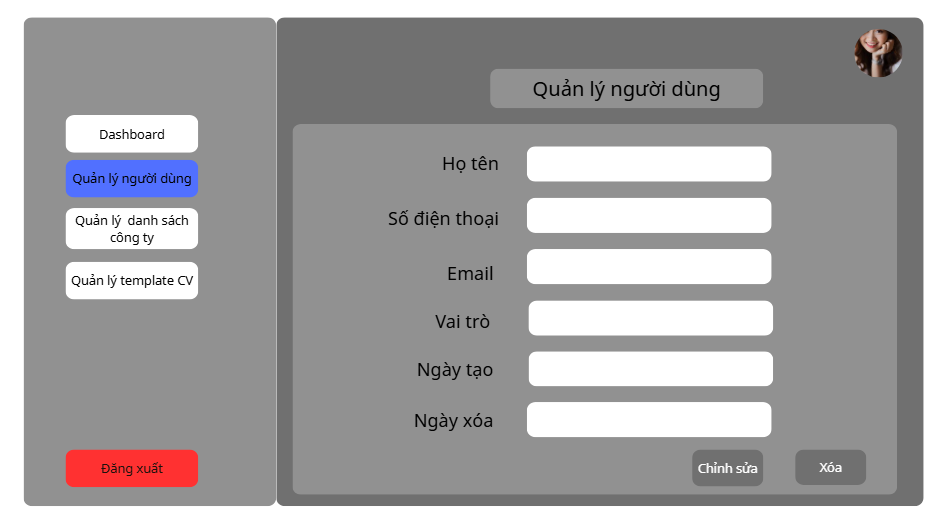 Dashboard
Quản lý người dùng
Quản lý danh sách
công ty
Quản lý template CV
Đăng xuất
Quản lý người dùng
Họ tên
Số điện thoại
Email
Vai trò
Ngày tạo
Ngày xóa
Chỉnh sửa
Xóa